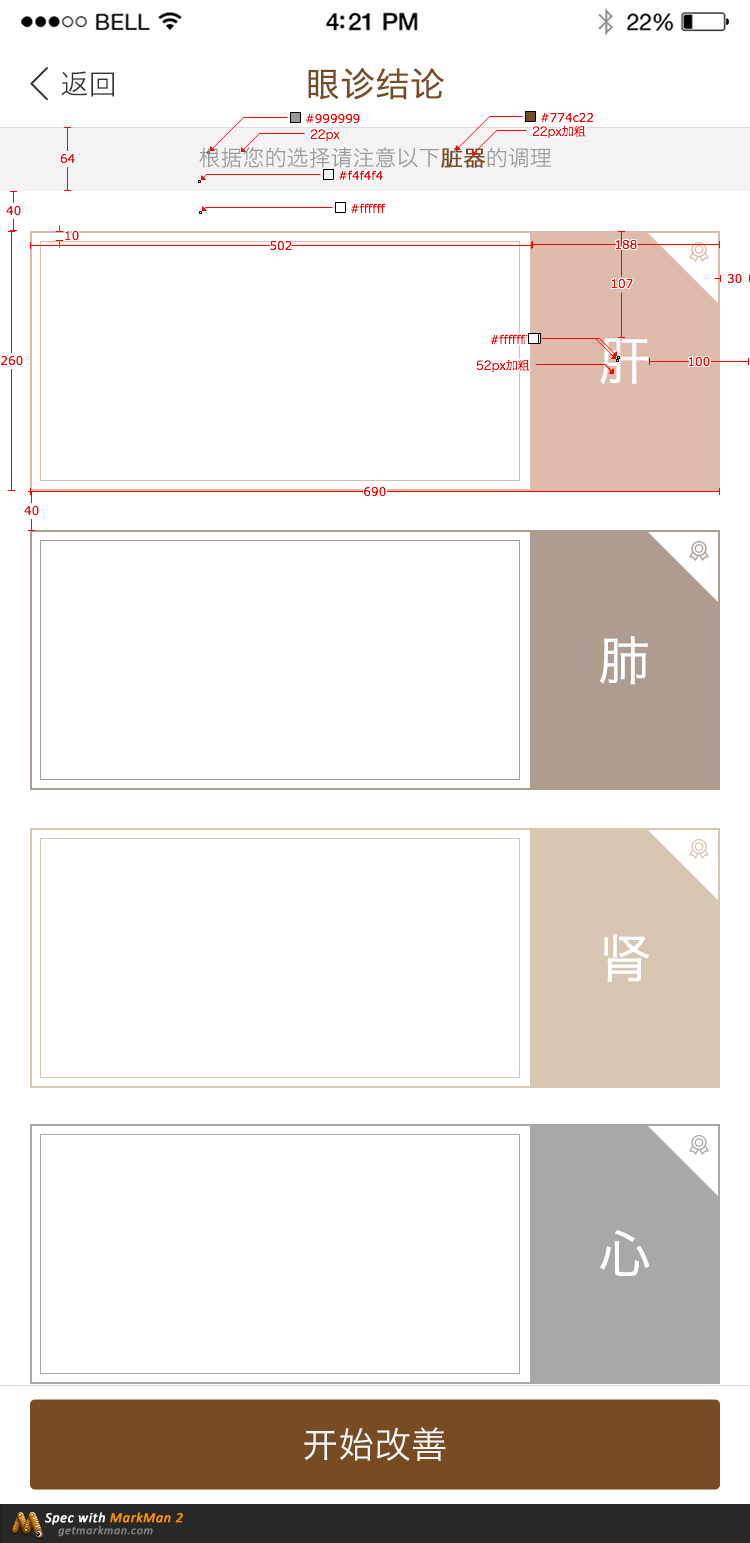 BELL 4:21 PM 22%
返回 眼诊结论
#999999 #774c22
22px 22px加粗
64 根据您的选择请注意以下脏器的调理
#f4f4f4
40 #ffffff
10 502 188
30
107
#ffffff
260 肝 100
52px加粗
690
40
肺
肾
心
开始改善
Spec with MarkMan 2
getmarkman.com